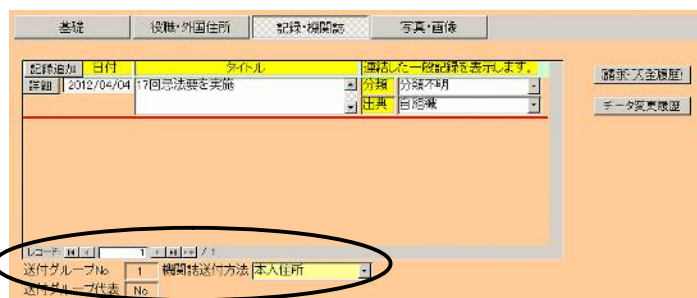 基礎 役職・外国住所 記録・機関誌 写真・画像
記録追加 日付 タイトル 連結した一般記録を表示します。
詳細 2012/04/04 17回忌法要を実施 分類 分類不明
出典 自組織
請求・入金履歴
データ変更履歴
レコード: 1 / 1
送付グループNo 1 機関誌送付方法 本人住所
送付グループ代表 No